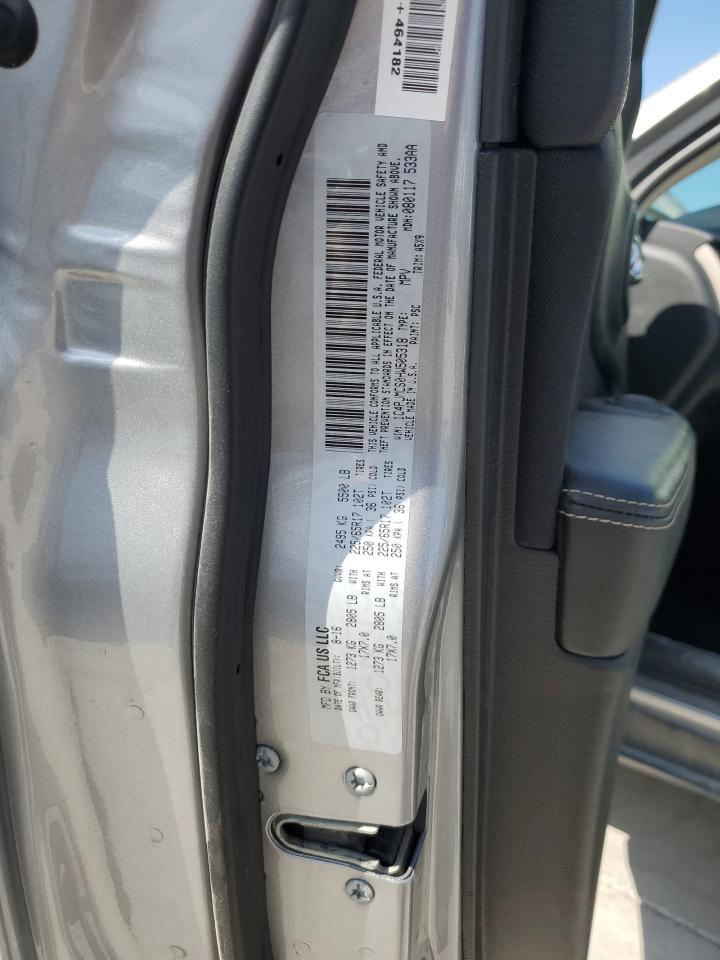 + 464182
MFD BY FCA US LLC
DATE OF MFR.BUILT): 8-16 GVWR: 2495 KG 5500 LB
GAWR FRONT: 1273 KG 2805 LB WITH 225/65R17 102T TIRES
17X7.0 RIMS AT 250 KPA ( 36 PSI) COLD
GAWR REAR: 1273 KG 2805 LB WITH 225/65R17 102T TIRES
17X7.0 RIMS AT 250 KPA ( 36 PSI) COLD
THIS VEHICLE CONFORMS TO ALL APPLICABLE U.S.A. FEDERAL MOTOR VEHICLE SAFETY AND
THEFT PREVENTION STANDARDS IN EFFECT ON THE DATE OF MANUFACTURE SHOWN ABOVE.
VIN: 1C4PJMCS0HW505318 TYPE: MPV MDH:080117 533AA
MADE IN U.S.A. PAINT: PSC TRIM: A5X9